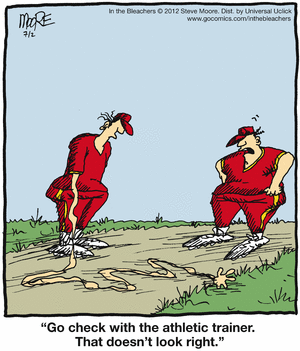 In the Bleachers © 2012 Steve Moore. Dist. by Universal Uclick
www.gocomics.com/inthebleachers
MOORE
7/2
“Go check with the athletic trainer.
That doesn’t look right.”